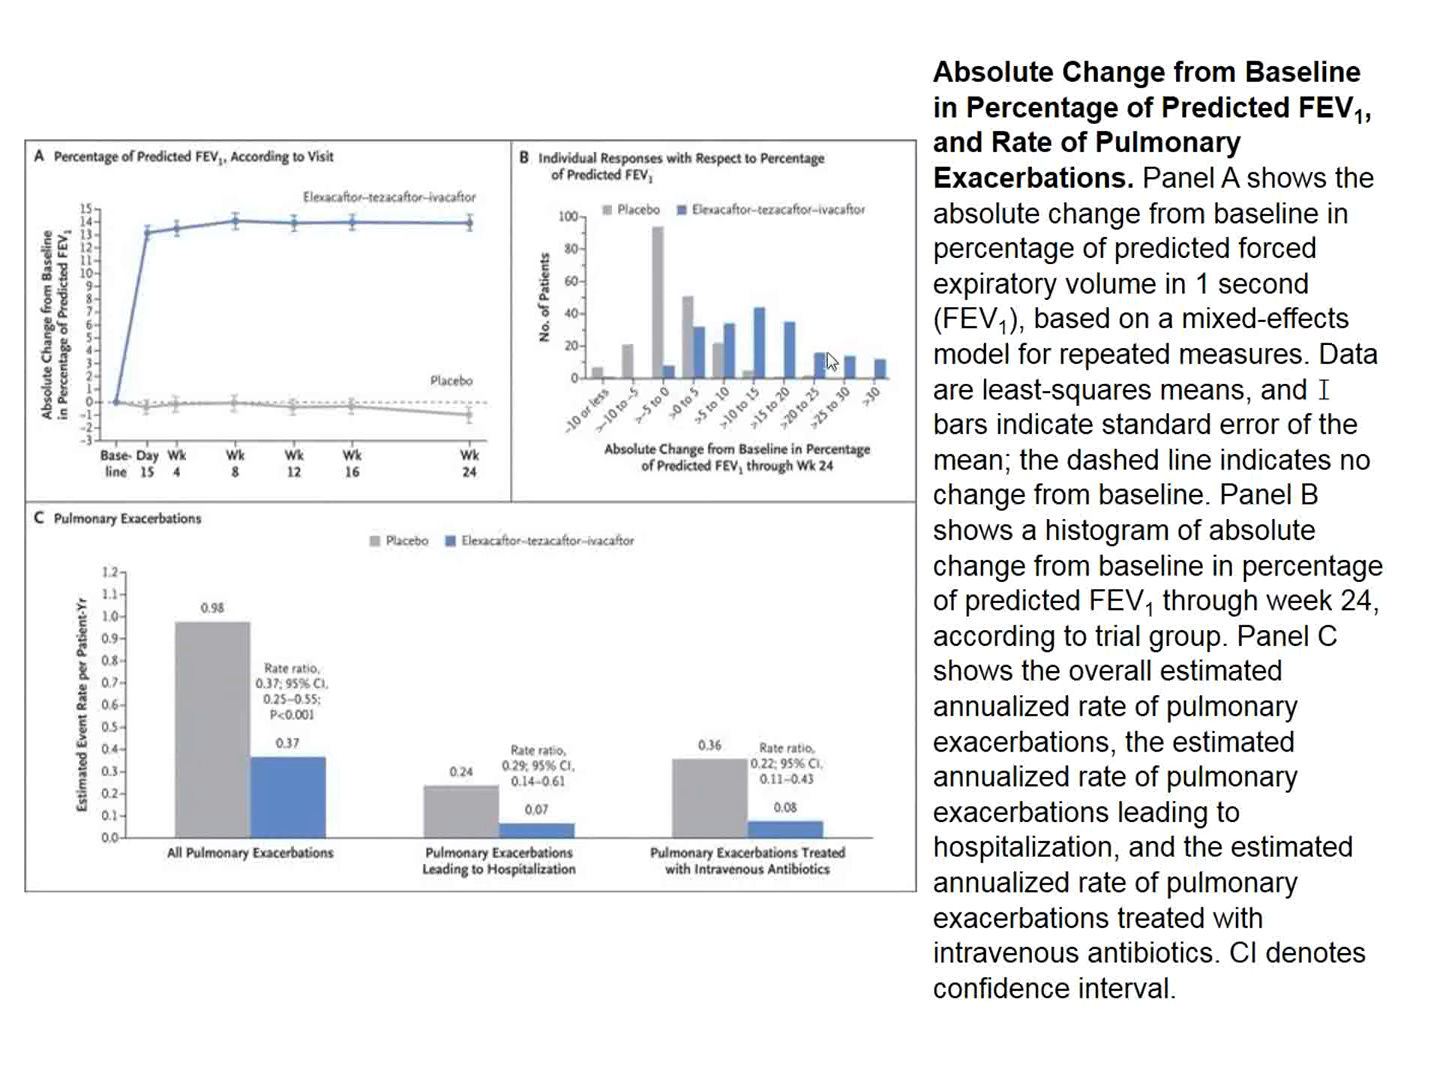 Absolute Change from Baseline
in Percentage of Predicted FEV1,
and Rate of Pulmonary
Exacerbations. Panel A shows the
absolute change from baseline in
percentage of predicted forced
expiratory volume in 1 second
(FEV1), based on a mixed-effects
model for repeated measures. Data
are least-squares means, and I
bars indicate standard error of the
mean; the dashed line indicates no
change from baseline. Panel B
shows a histogram of absolute
change from baseline in percentage
of predicted FEV1 through week 24,
according to trial group. Panel C
shows the overall estimated
annualized rate of pulmonary
exacerbations, the estimated
annualized rate of pulmonary
exacerbations leading to
hospitalization, and the estimated
annualized rate of pulmonary
exacerbations treated with
intravenous antibiotics. CI denotes
confidence interval.
A Percentage of Predicted FEV1, According to Visit
Elexacaftor–tezacaftor–ivacaftor
Absolute Change from Baseline
in Percentage of Predicted FEV1
15
14
13
12
11
10
9
8
7
6
5
4
3
2
1
0
-1
-2
-3
Placebo
Base- Day Wk Wk Wk Wk Wk
line 15 4 8 12 16 24
B Individual Responses with Respect to Percentage
of Predicted FEV1
Placebo Elexacaftor–tezacaftor–ivacaftor
No. of Patients
100
80
60
40
20
0
-10 or less >-10 to -5 >-5 to 0 >0 to 5 >5 to 10 >10 to 15 >15 to 20 >20 to 25 >25 to 30 >30
Absolute Change from Baseline in Percentage
of Predicted FEV1 through Wk 24
C Pulmonary Exacerbations
Placebo Elexacaftor–tezacaftor–ivacaftor
Estimated Event Rate per Patient-Yr
1.2
1.1
1.0
0.9
0.8
0.7
0.6
0.5
0.4
0.3
0.2
0.1
0.0
0.98
Rate ratio,
0.37; 95% CI,
0.25–0.55;
P<0.001
0.37
0.24
Rate ratio,
0.29; 95% CI,
0.14–0.61
0.07
0.36
Rate ratio,
0.22; 95% CI,
0.11–0.43
0.08
All Pulmonary Exacerbations
Pulmonary Exacerbations
Leading to Hospitalization
Pulmonary Exacerbations Treated
with Intravenous Antibiotics